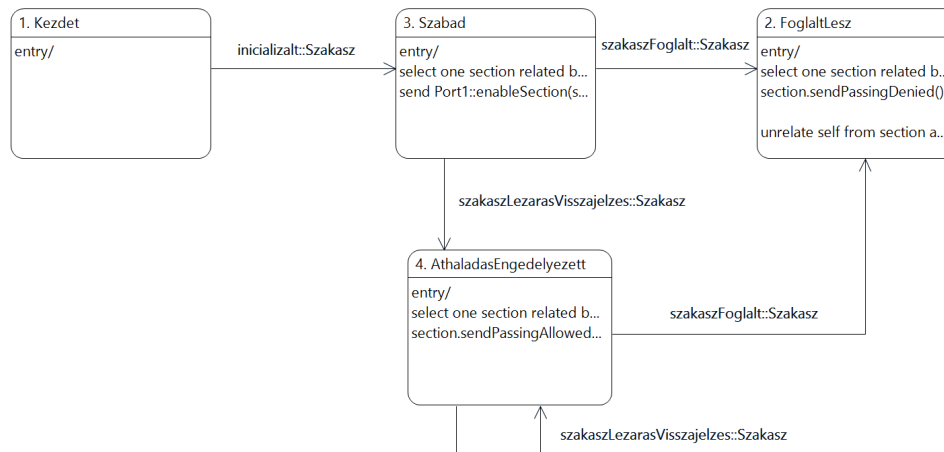 1. Kezdet
entry/
inicializalt::Szakasz
3. Szabad
entry/
select one section related b...
send Port1::enableSection(s...
szakaszFoglalt::Szakasz
2. FoglaltLesz
entry/
select one section related b...
section.sendPassingDenied()
unrelate self from section a...
szakaszLezarasVisszajelzes::Szakasz
4. AthaladasEngedelyezett
entry/
select one section related b...
section.sendPassingAllowed...
szakaszFoglalt::Szakasz
szakaszLezarasVisszajelzes::Szakasz